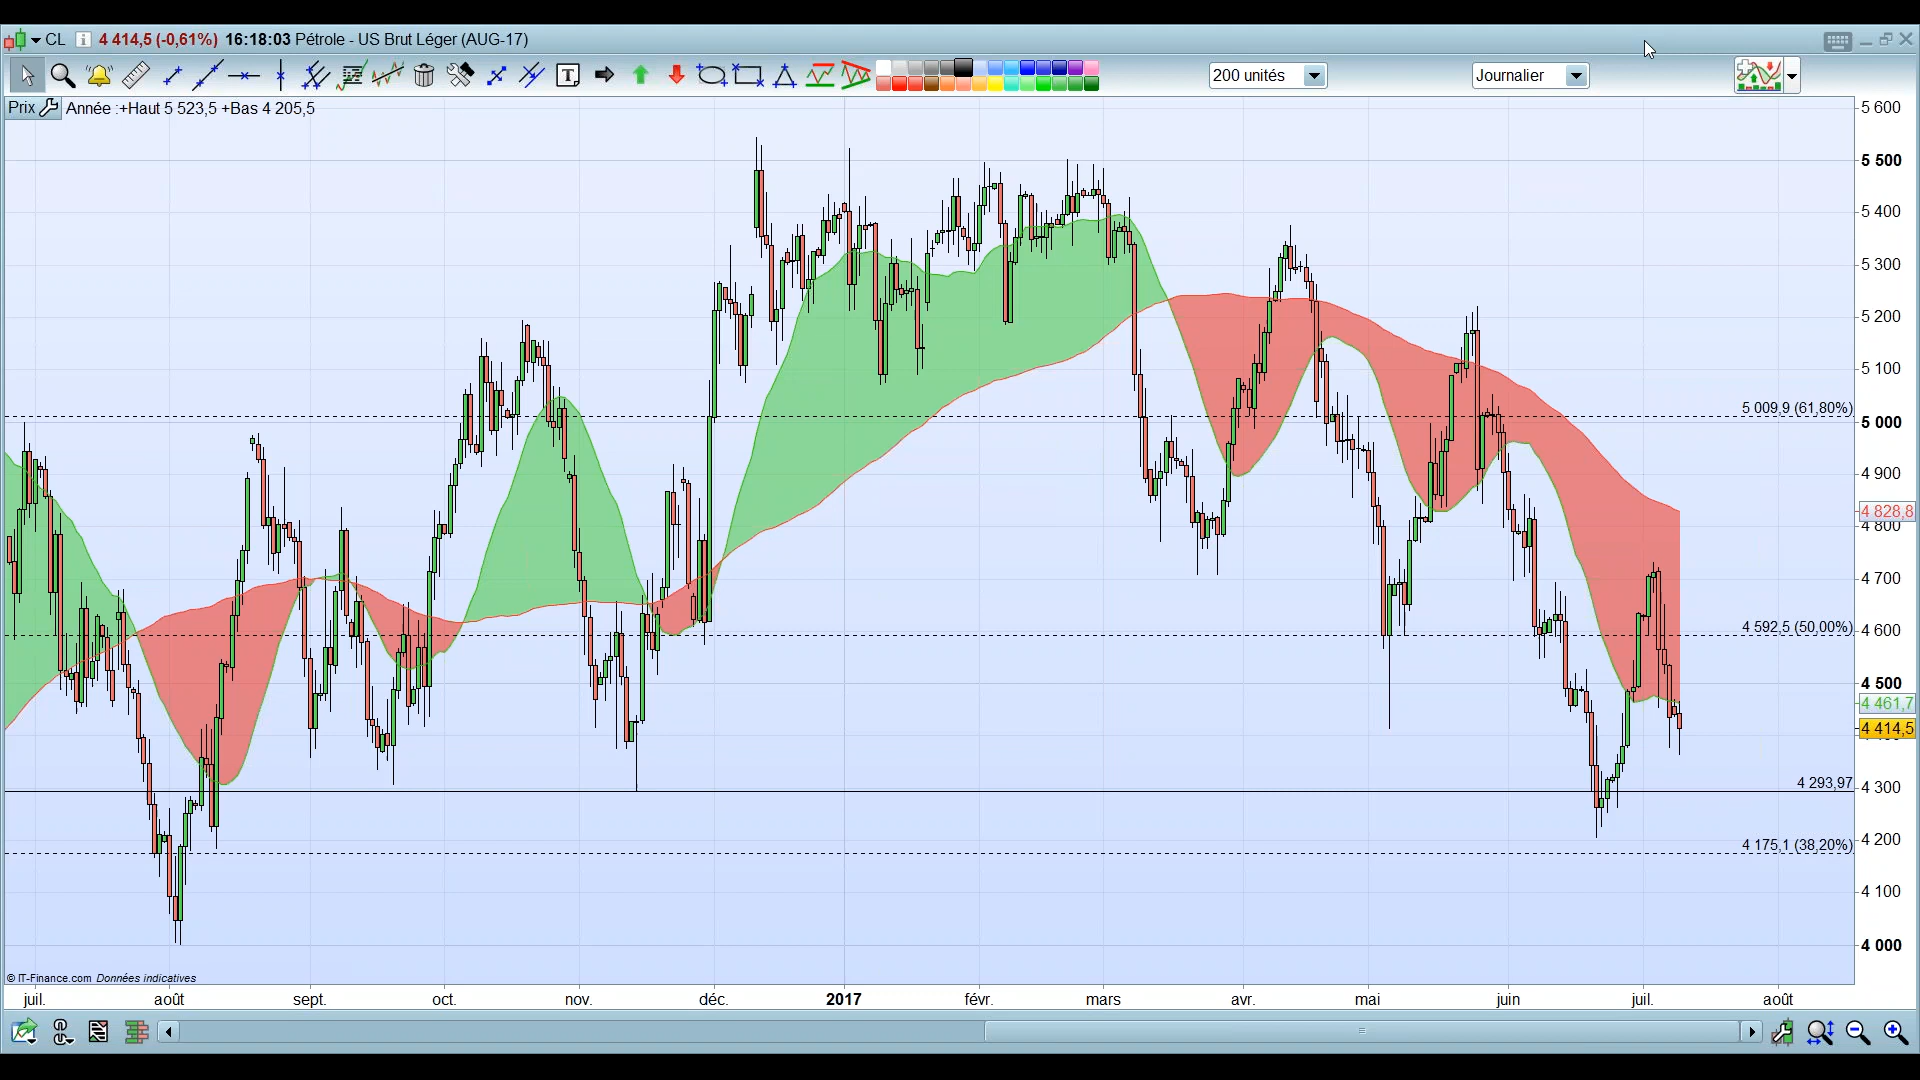 CL 4 414,5 (-0,61%) 16:18:03 Pétrole - US Brut Léger (AUG-17)
T 200 unités Journalier
Prix Année :+Haut 5 523,5 +Bas 4 205,5
5 600
5 500
5 400
5 300
5 200
5 100
5 009,9 (61,80%)
5 000
4 900
4 828,8
4 800
4 700
4 592,5 (50,00%)
4 600
4 500
4 461,7
4 414,5
4 293,97
4 300
4 175,1 (38,20%)
4 200
4 100
4 000
© IT-Finance.com Données indicatives
juil. août sept. oct. nov. déc. 2017 févr. mars avr. mai juin juil. août